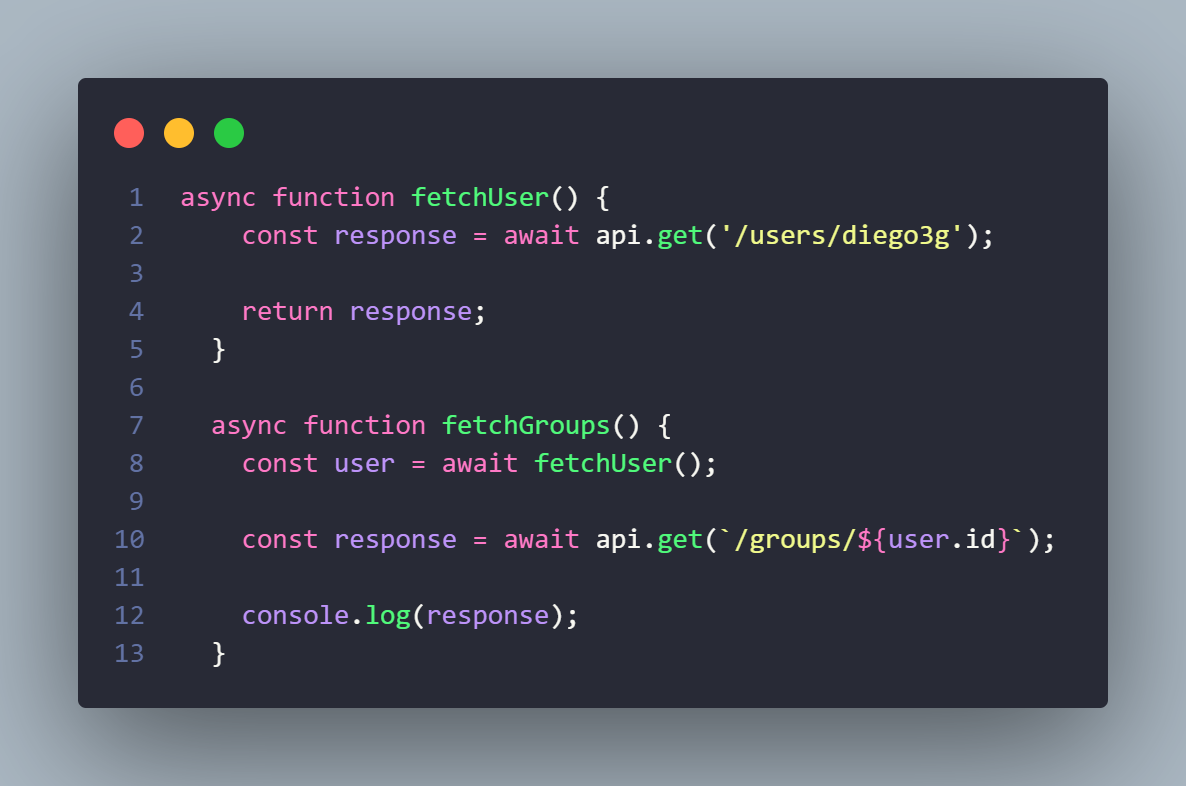 1 async function fetchUser() {
2 const response = await api.get('/users/diego3g');
3
4 return response;
5 }
6
7 async function fetchGroups() {
8 const user = await fetchUser();
9
10 const response = await api.get(`/groups/${user.id}`);
11
12 console.log(response);
13 }